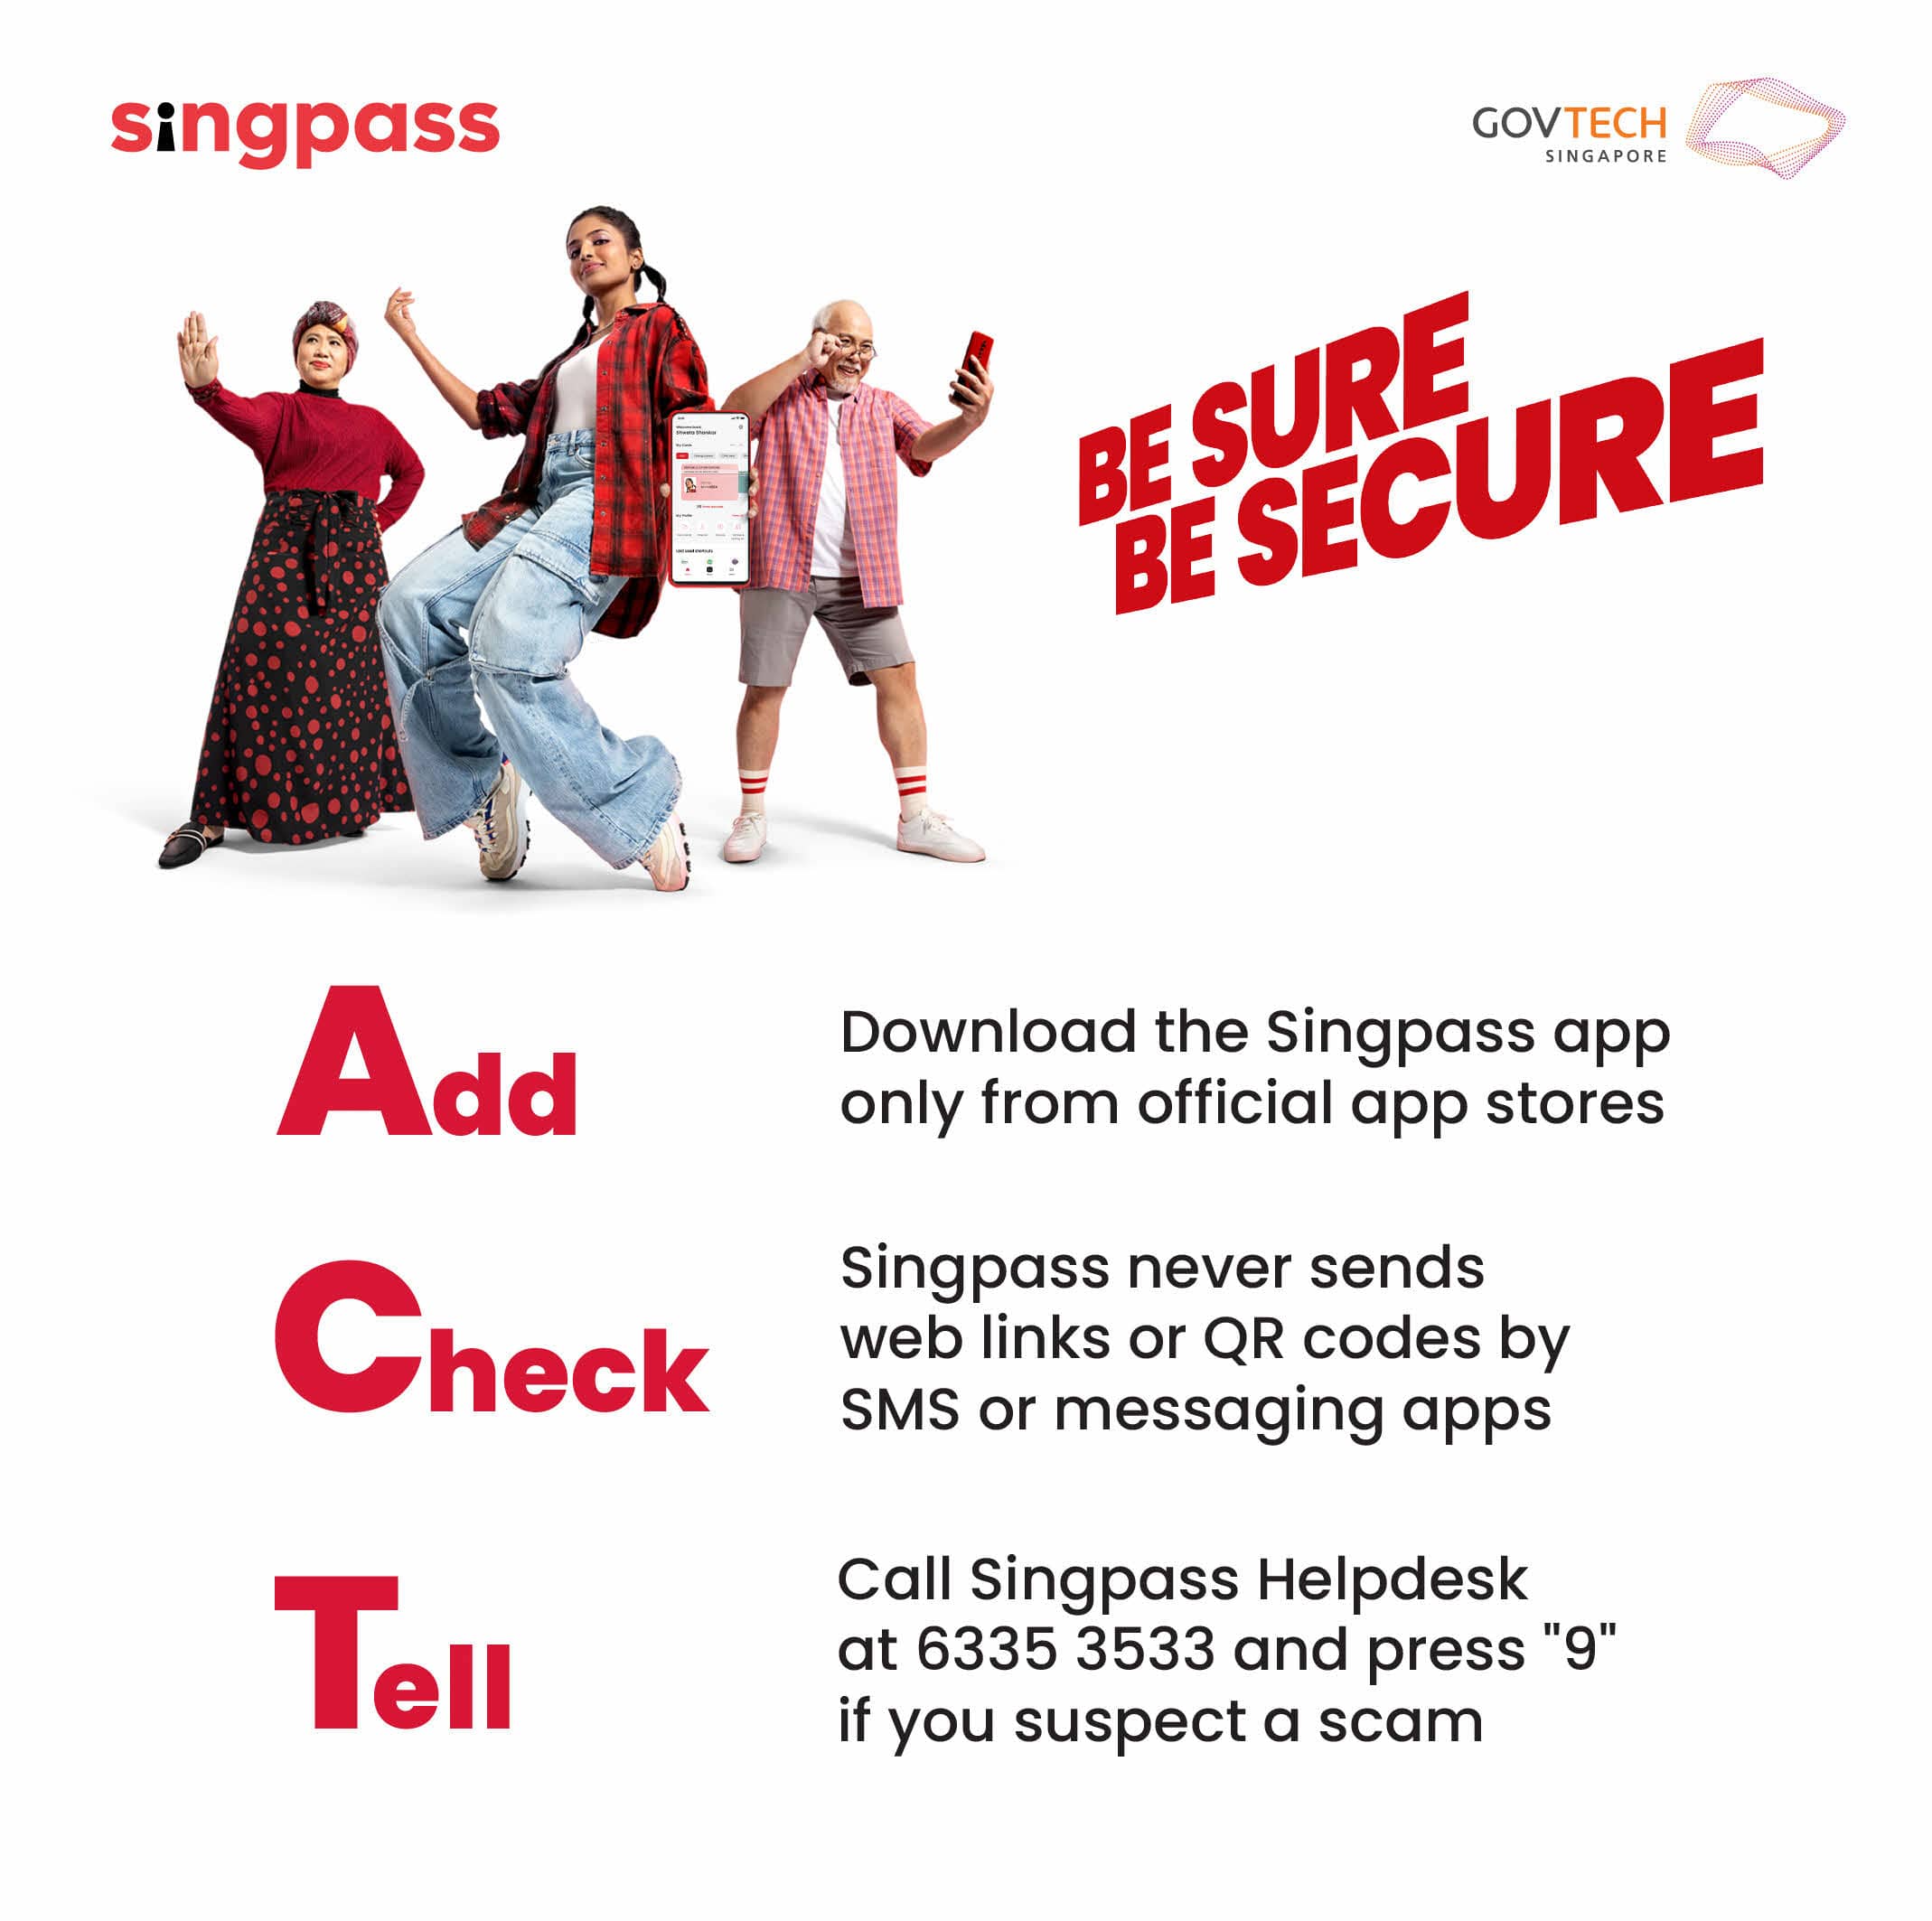 singpass
GOVTECH
SINGAPORE
BE SURE
BE SECURE
Add
Download the Singpass app
only from official app stores
Check
Singpass never sends
web links or QR codes by
SMS or messaging apps
Tell
Call Singpass Helpdesk
at 6335 3533 and press "9"
if you suspect a scam